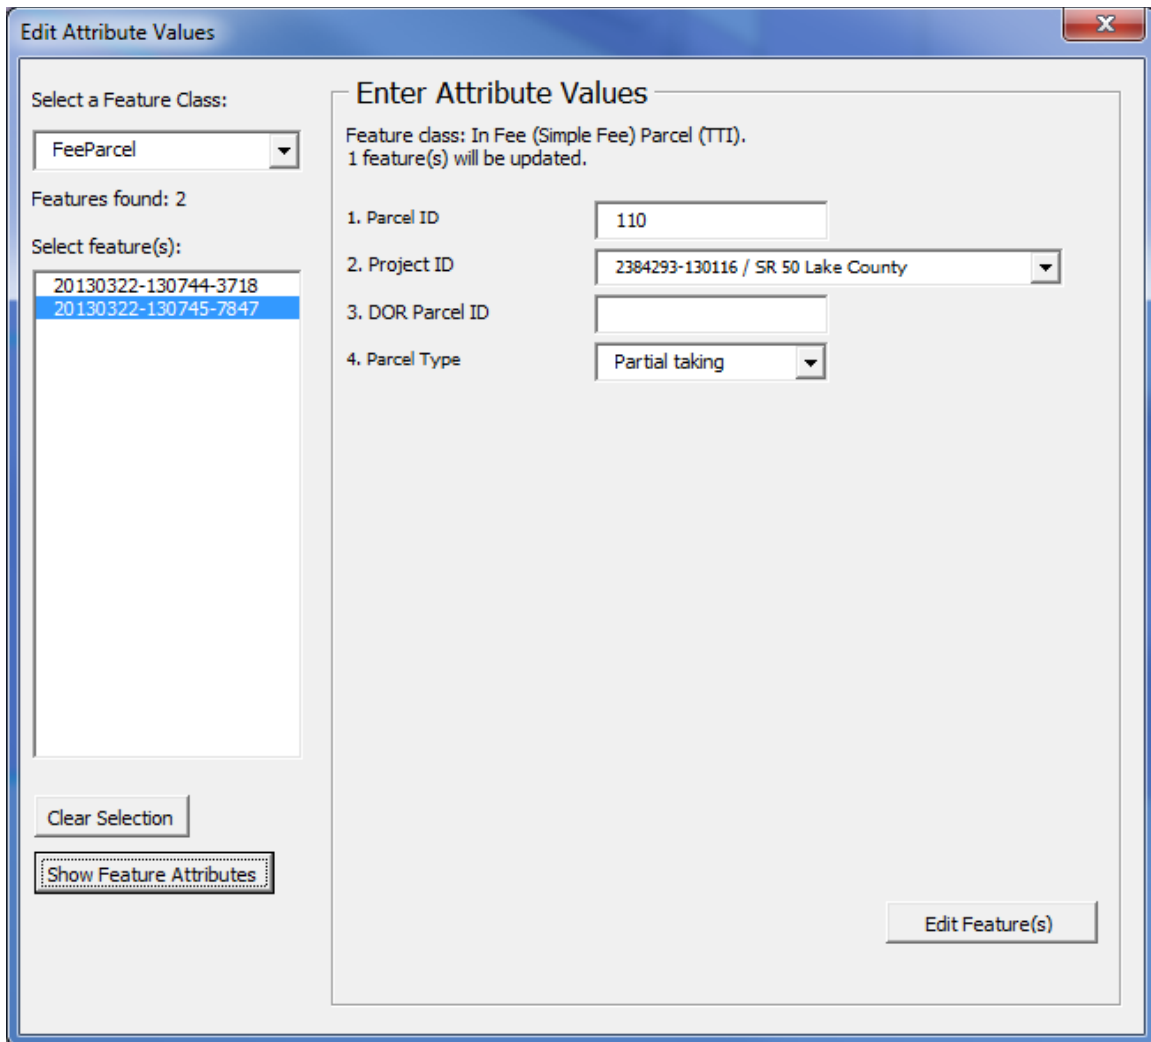 Edit Attribute Values
Select a Feature Class:
FeeParcel
Features found: 2
Select feature(s):
20130322-130744-3718
20130322-130745-7847
Clear Selection
Show Feature Attributes
Enter Attribute Values
Feature class: In Fee (Simple Fee) Parcel (TTI).
1 feature(s) will be updated.
1. Parcel ID 110
2. Project ID 2384293-130116 / SR 50 Lake County
3. DOR Parcel ID
4. Parcel Type Partial taking
Edit Feature(s)